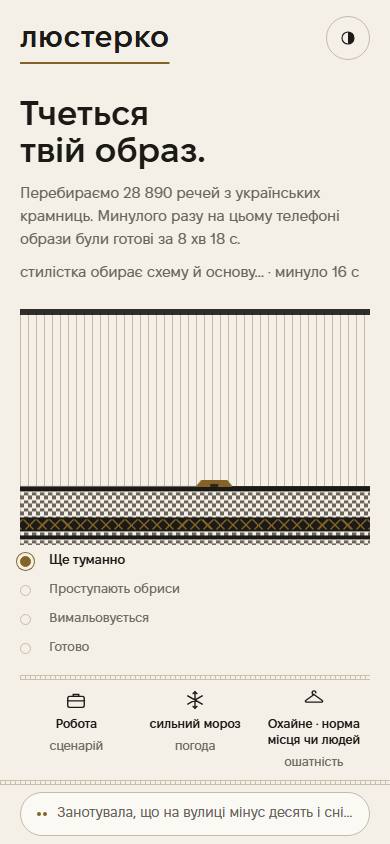 люстерко
Тчеться
твій образ.
Перебираємо 28 890 речей з українських
крамниць. Минулого разу на цьому телефоні
образи були готові за 8 хв 18 с.
стилістка обирає схему й основу... · минуло 16 с
Ще туманно
Проступають обриси
Вимальовується
Готово
Робота
сценарій
сильний мороз
погода
Охайне · норма
місця чи людей
ошатність
Занотувала, що на вулиці мінус десять і сні...